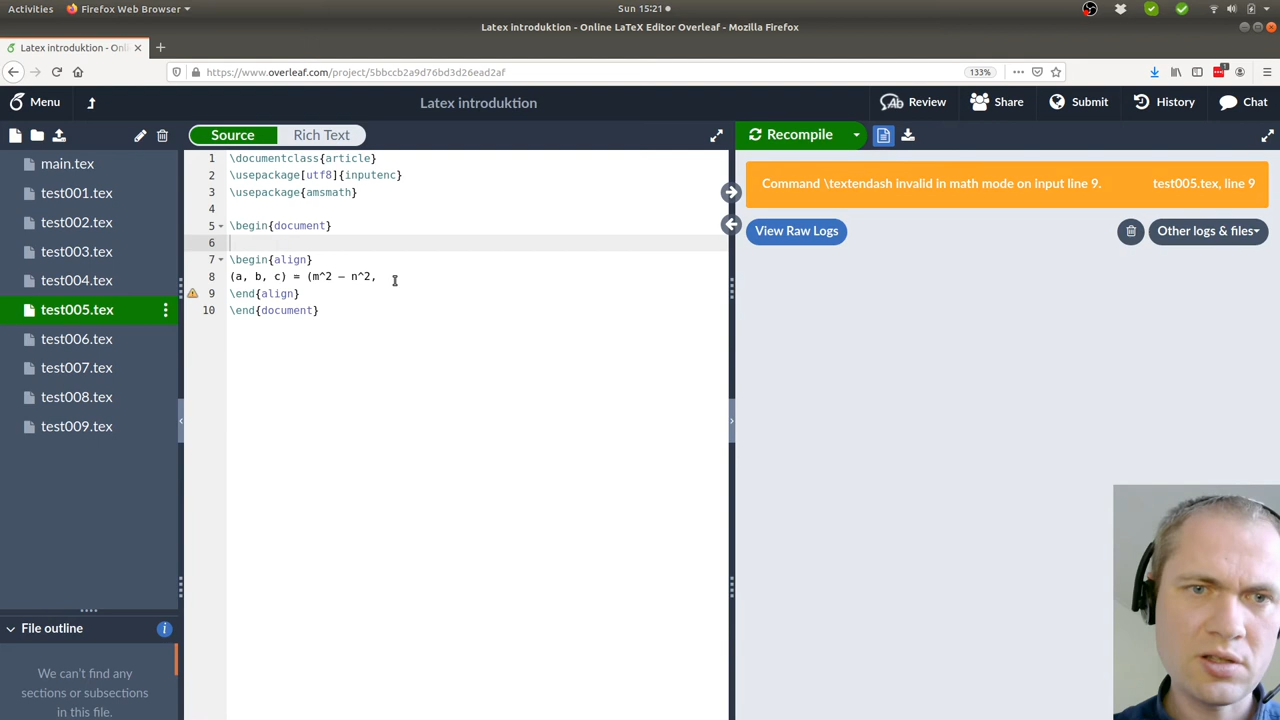 Activities Firefox Web Browser Sun 15:21
Latex introduktion - Online LaTeX Editor Overleaf - Mozilla Firefox
Latex introduktion - Onli
https://www.overleaf.com/project/5bbccb2a9d76bd3d26ead2af 133% 1
Menu Latex introduktion Review Share Submit History Chat
Source Rich Text Recompile
main.tex
test001.tex
test002.tex
test003.tex
test004.tex
test005.tex
test006.tex
test007.tex
test008.tex
test009.tex
File outline
We can't find any
sections or subsections
in this file.
1 \documentclass{article}
2 \usepackage[utf8]{inputenc}
3 \usepackage{amsmath}
4
5 \begin{document}
6
7 \begin{align}
8 (a, b, c) = (m^2 – n^2,
9 \end{align}
10 \end{document}
Command \textendash invalid in math mode on input line 9. test005.tex, line 9
View Raw Logs Other logs & files